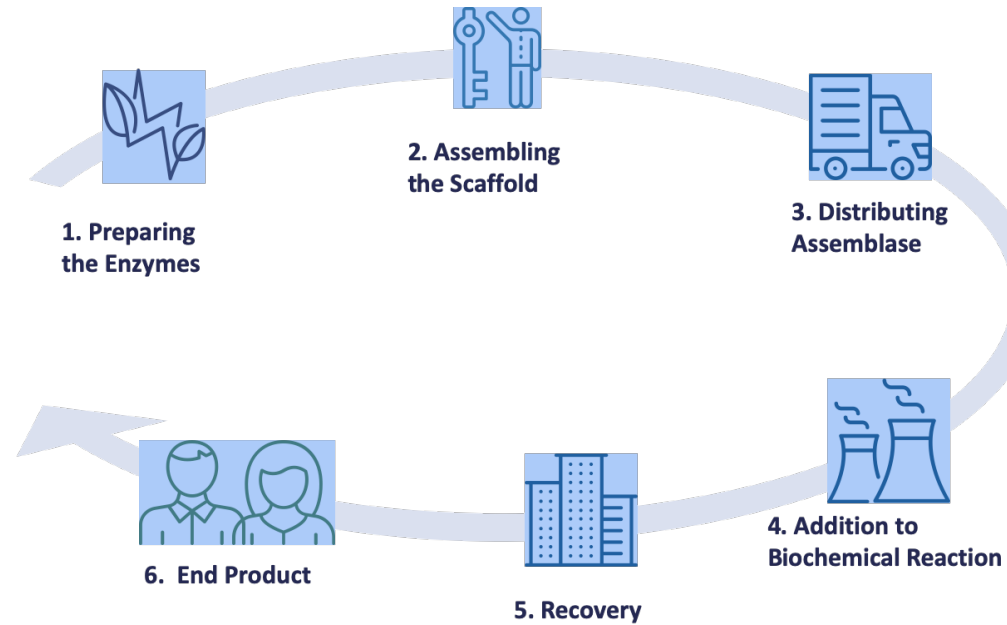 1. Preparing
the Enzymes
2. Assembling
the Scaffold
3. Distributing
Assemblase
4. Addition to
Biochemical Reaction
5. Recovery
6.  End Product